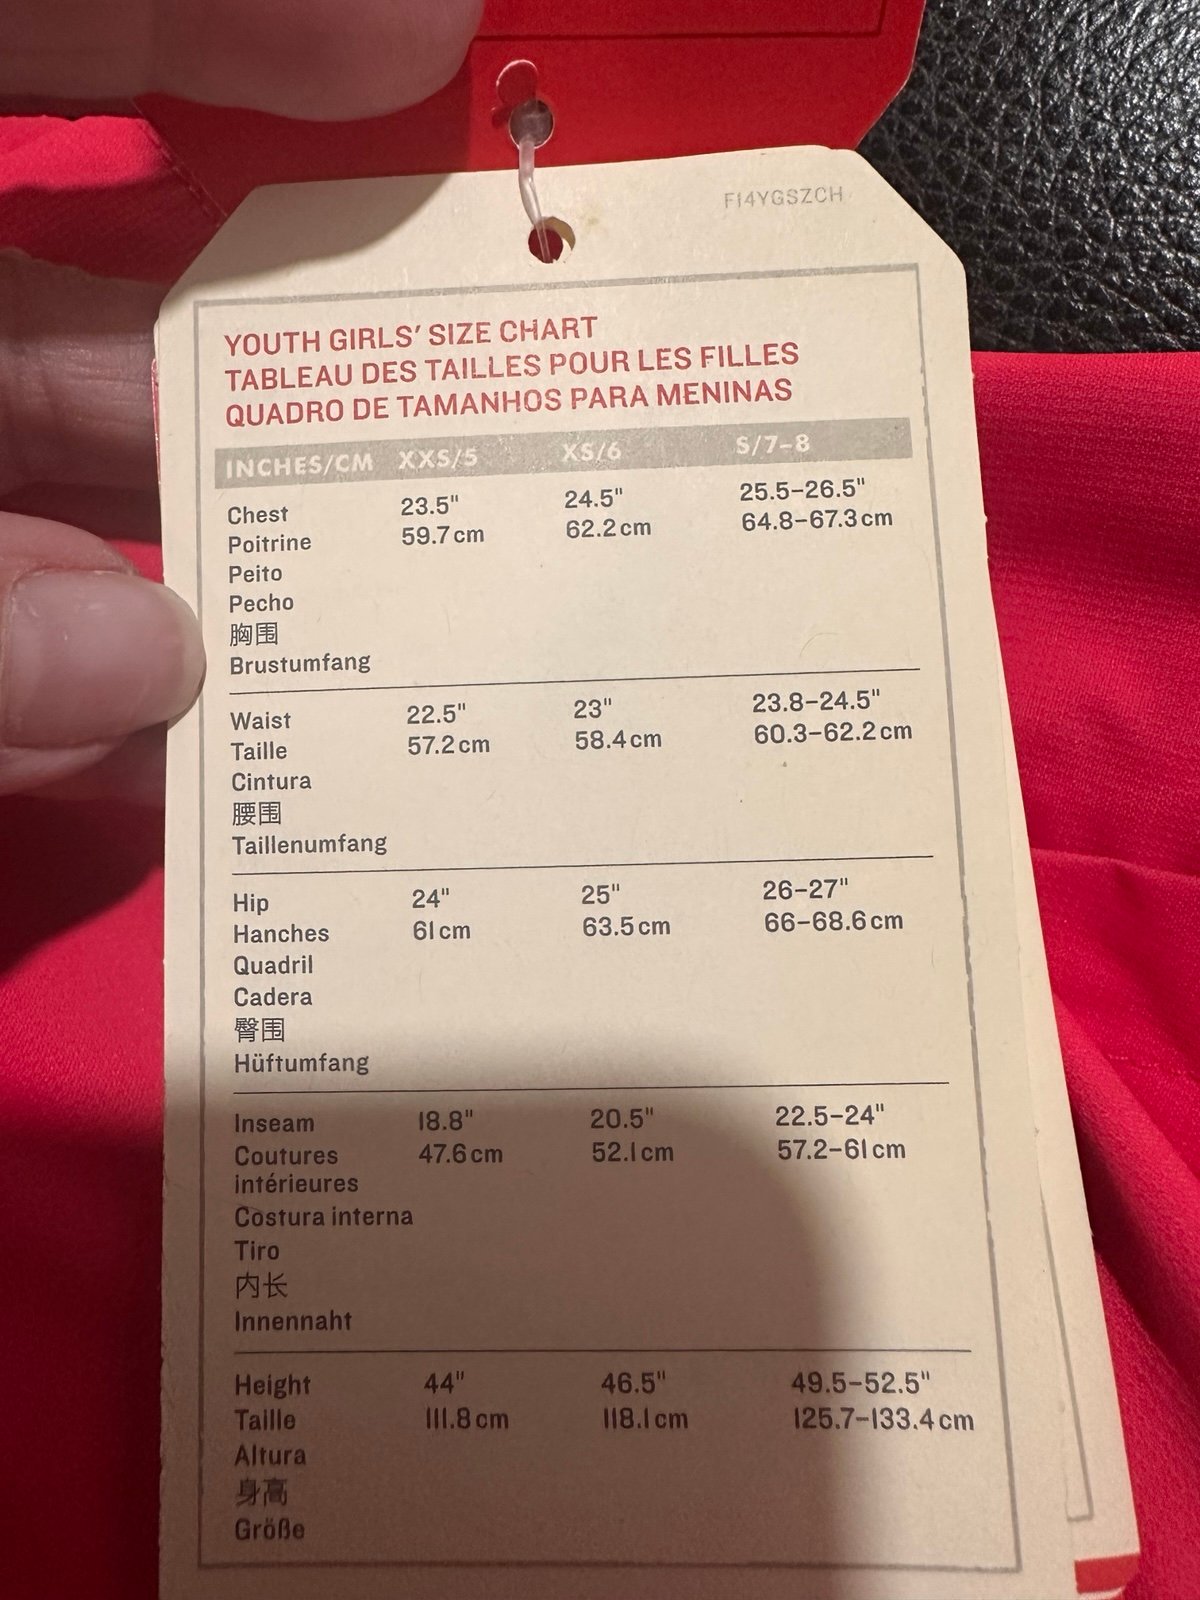 F14YGSZCH
YOUTH GIRLS' SIZE CHART
TABLEAU DES TAILLES POUR LES FILLES
QUADRO DE TAMANHOS PARA MENINAS
INCHES/CM XXS/5 XS/6 S/7-8
Chest 23.5" 24.5" 25.5-26.5"
Poitrine 59.7cm 62.2cm 64.8-67.3cm
Peito
Pecho
胸围
Brustumfang
Waist 22.5" 23" 23.8-24.5"
Taille 57.2cm 58.4cm 60.3-62.2cm
Cintura
腰围
Taillenumfang
Hip 24" 25" 26-27"
Hanches 61cm 63.5cm 66-68.6cm
Quadril
Cadera
臀围
Hüftumfang
Inseam 18.8" 20.5" 22.5-24"
Coutures 47.6cm 52.1cm 57.2-61cm
intérieures
Costura interna
Tiro
内长
Innennaht
Height 44" 46.5" 49.5-52.5"
Taille 111.8cm 118.1cm 125.7-133.4cm
Altura
身高
Größe